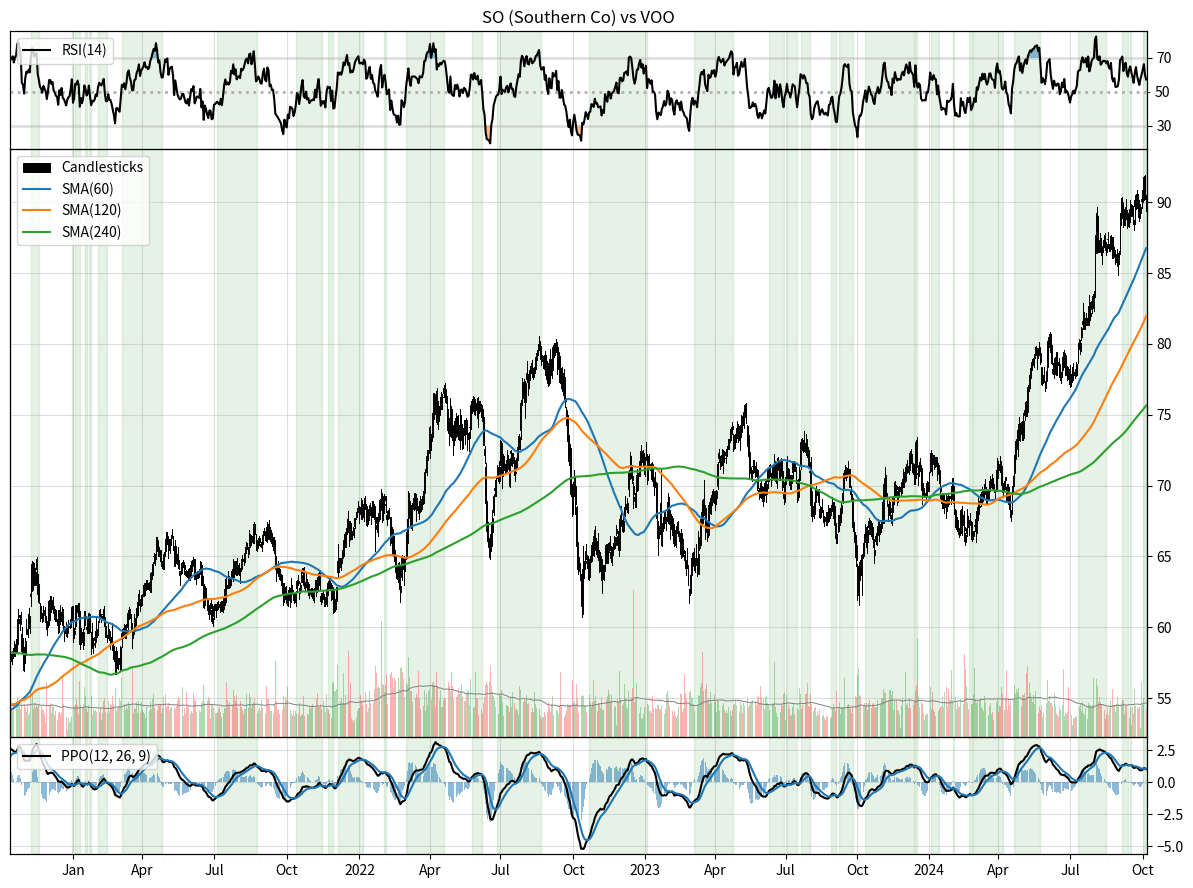 SO (Southern Co) vs VOO
RSI(14)
70
50
30
Candlesticks
SMA(60)
SMA(120)
SMA(240)
90
85
80
75
70
65
60
55
PPO(12, 26, 9)
2.5
0.0
−2.5
−5.0
Jan Apr Jul Oct 2022 Apr Jul Oct 2023 Apr Jul Oct 2024 Apr Jul Oct